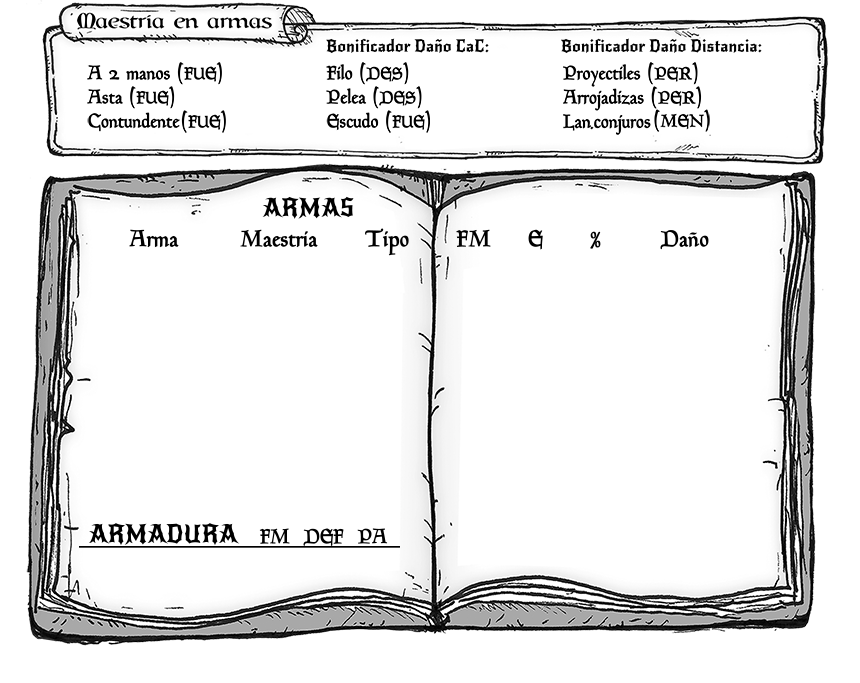 Maestría en armas
Bonificador Daño CaC: Bonificador Daño Distancia:
A 2 manos (FUE) Filo (DES) Proyectiles (PER)
Asta (FUE) Pelea (DES) Arrojadizas (PER)
Contundente(FUE) Escudo (FUE) Lan.conjuros (MEN)
ARMAS
Arma Maestría Tipo FM E % Daño
ARMADURA FM DEF PA